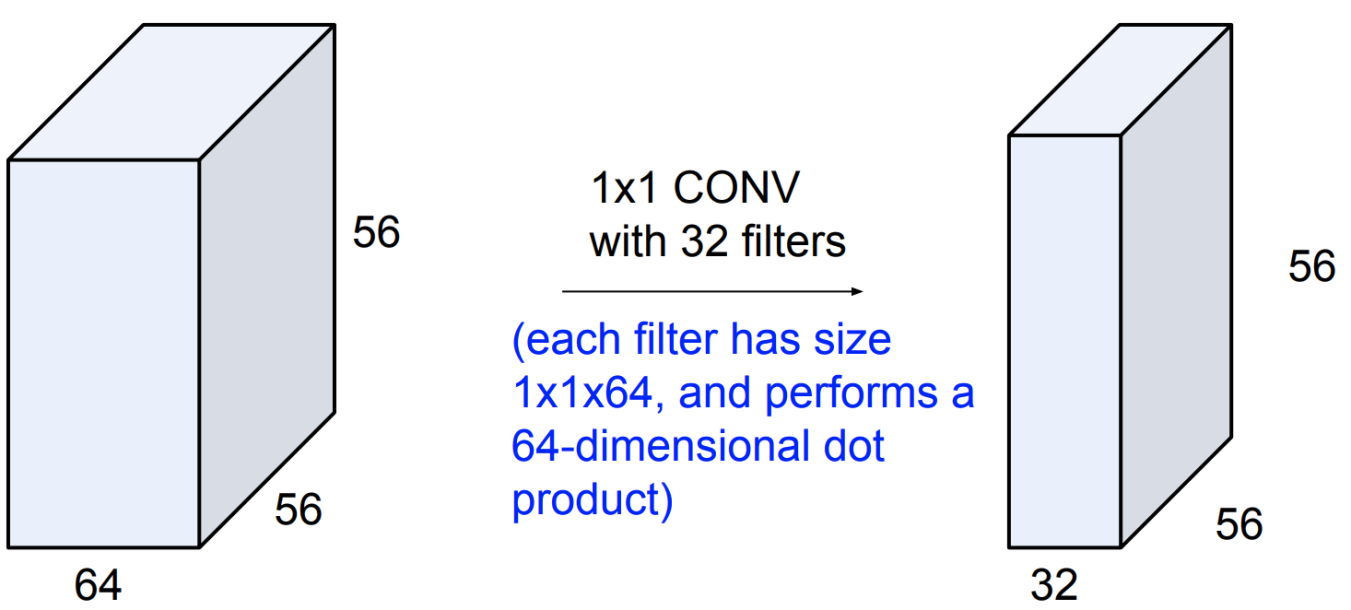 56
56
64
1x1 CONV
with 32 filters
(each filter has size
1x1x64, and performs a
64-dimensional dot
product)
56
56
32